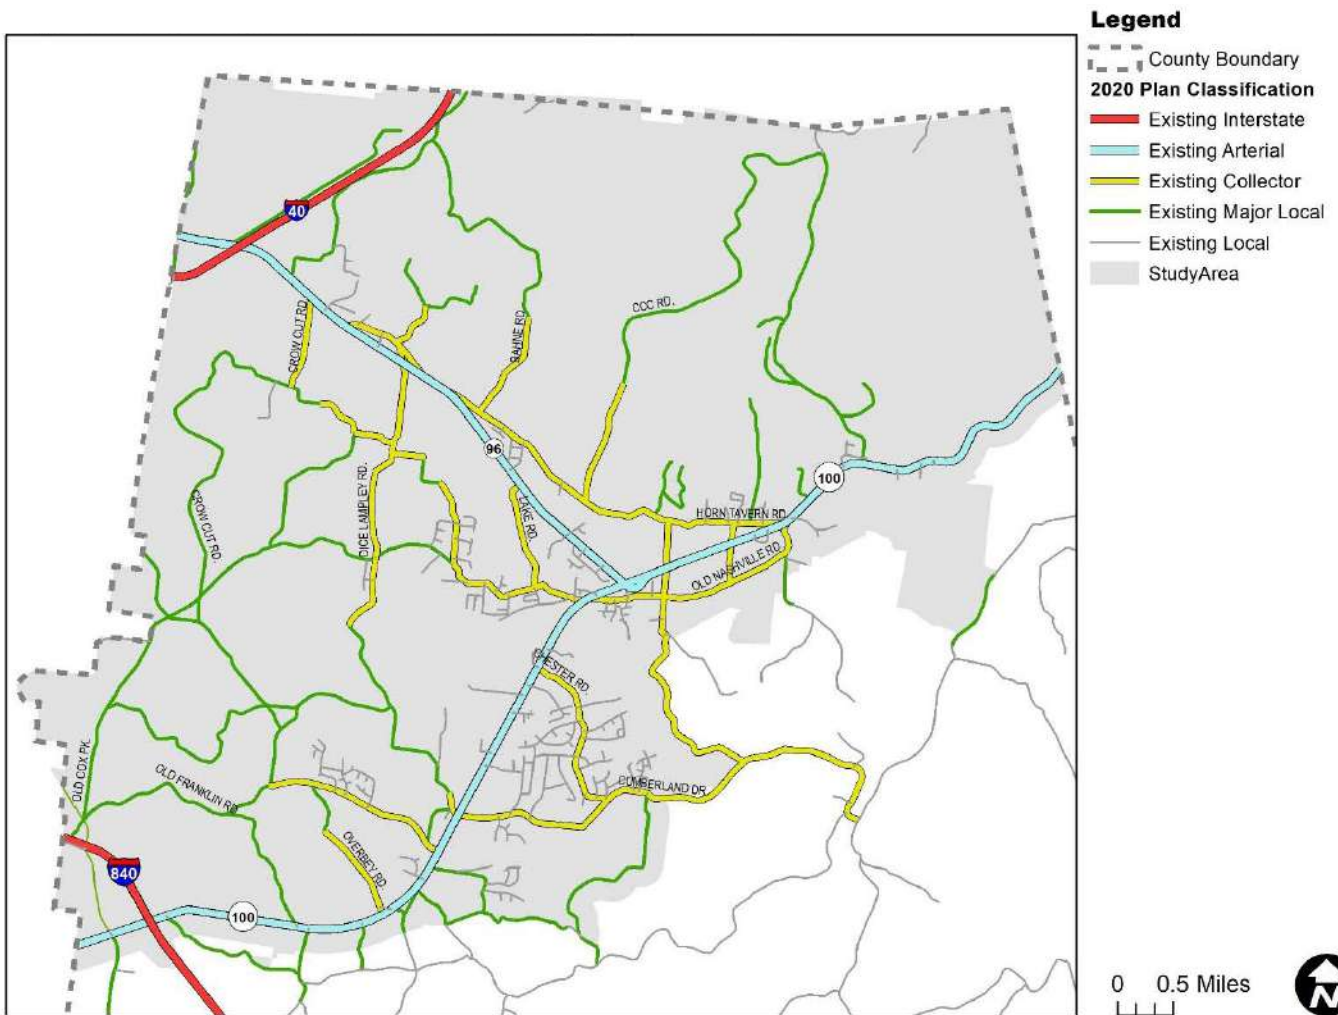 Legend
County Boundary
2020 Plan Classification
Existing Interstate
Existing Arterial
Existing Collector
Existing Major Local
Existing Local
StudyArea
40
CROW CUT RD.
GAHNE RD.
CCC RD.
96
100
DICE LAMPLEY RD.
CROW CUT RD.
LAKE RD.
HORN TAVERN RD.
OLD NASHVILLE RD.
CHESTER RD.
OLD COX PK.
OLD FRANKLIN RD.
CUMBERLAND DR.
OVERBEY RD.
840
100
0 0.5 Miles
N